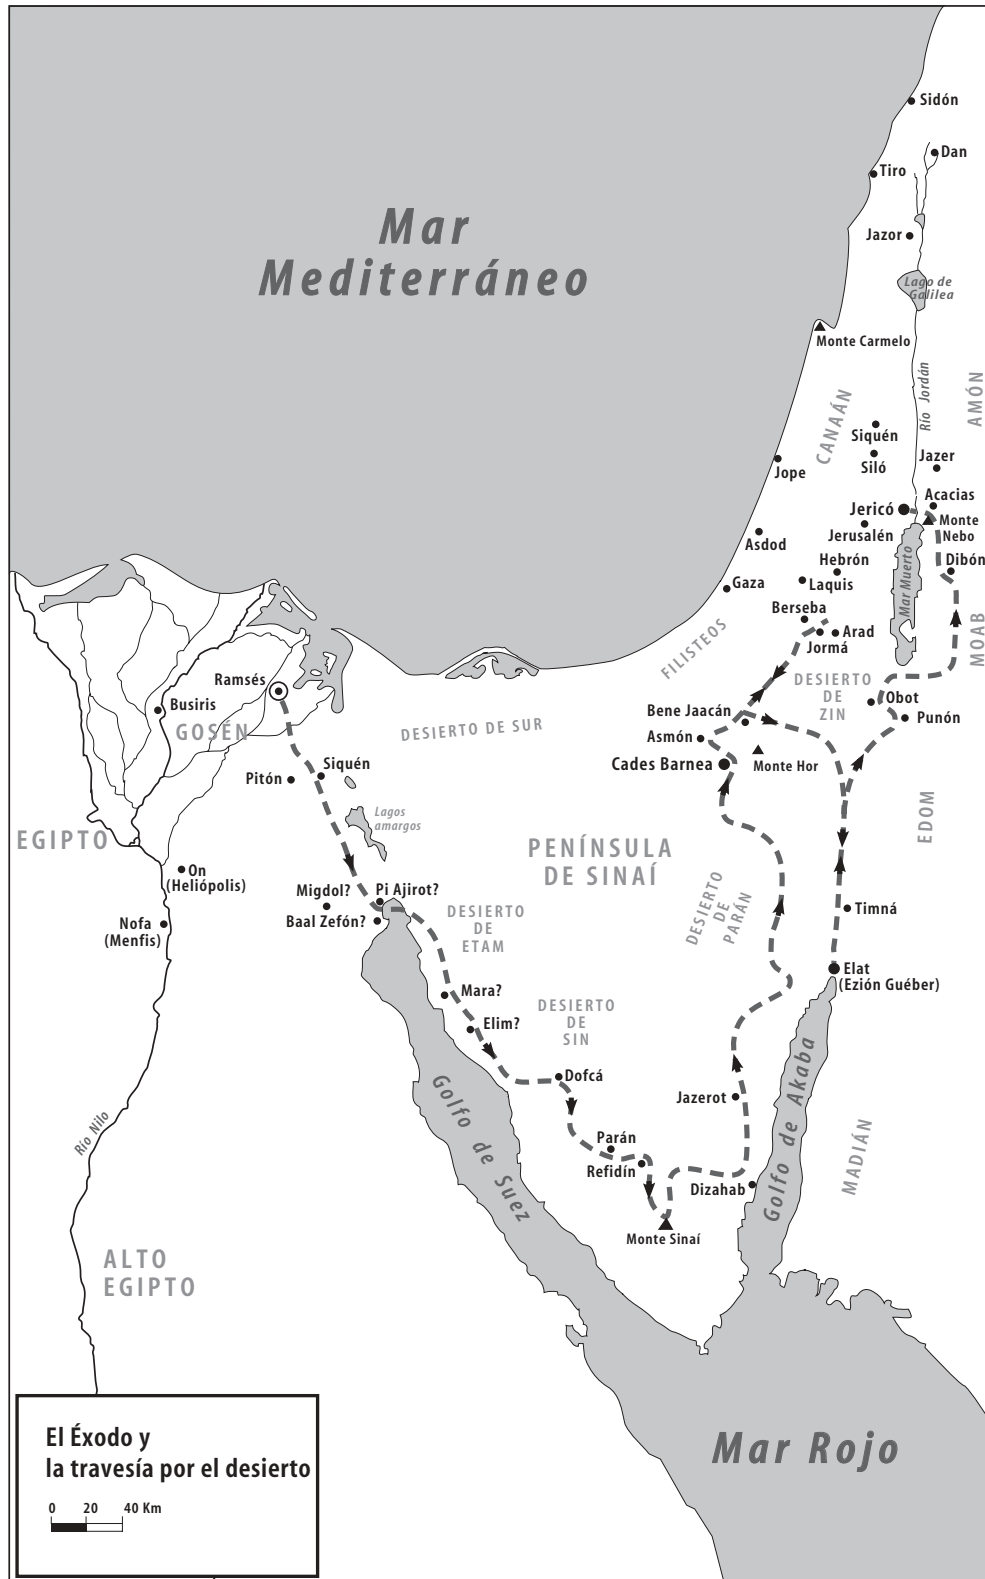 Sidón
Dan
Tiro
Mar
Mediterráneo
Jazor
Lago de
Galilea
Monte Carmelo
Río Jordán
AMÓN
CANAÁN
Siquén
Siló
Jazer
Jope
Acacias
Jericó
Monte
Nebo
Jerusalén
Asdod
Hebrón
Dibón
Mar Muerto
Gaza
Laquis
Berseba
Arad
Jormá
FILISTEOS
MOAB
Ramsés
DESIERTO
DE
ZIN
Obot
Busiris
Bene Jaacán
Punón
GOSÉN
DESIERTO DE SUR
Asmón
Siquén
Cades Barnea
Monte Hor
Pitón
Lagos
amargos
EDOM
EGIPTO
PENÍNSULA
DE SINAÍ
On
(Heliópolis)
Migdol?
Pi Ajirot?
DESIERTO
DE
PARÁN
Timná
Nofa
(Menfis)
Baal Zefón?
DESIERTO
DE
ETAM
Elat
(Ezión Guéber)
Mara?
DESIERTO
DE
SIN
Elim?
Dofcá
Jazerot
Golfo de Akaba
Golfo de Suez
Río Nilo
Parán
Refidín
MADIÁN
Dizahab
Monte Sinaí
ALTO
EGIPTO
Mar Rojo
El Éxodo y
la travesía por el desierto
0 20 40 Km